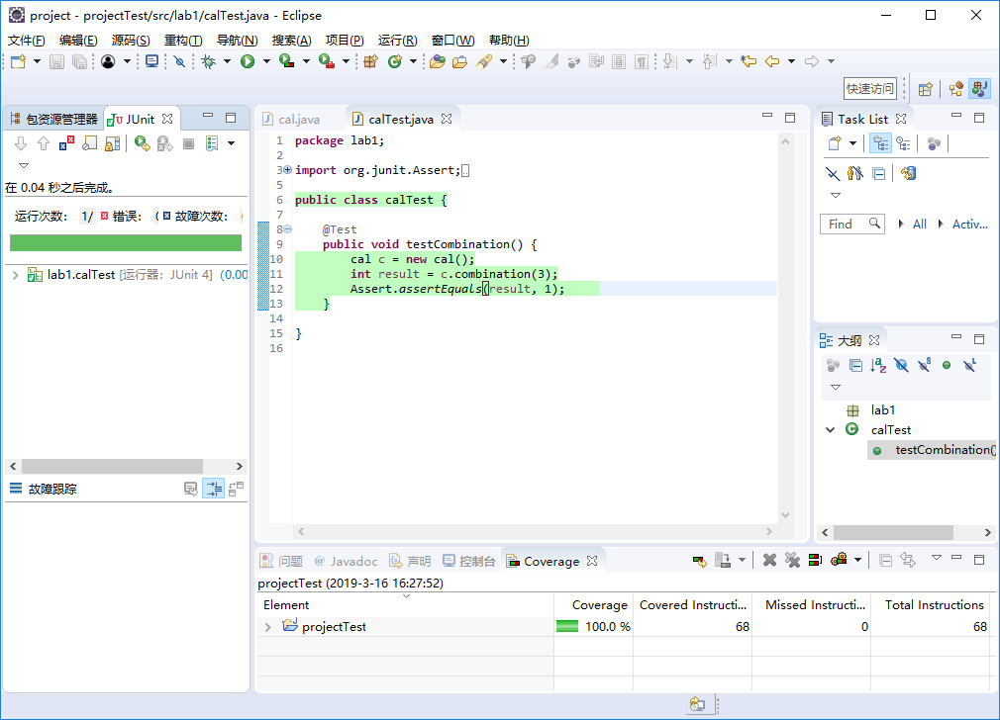 project - projectTest/src/lab1/calTest.java - Eclipse
文件(F) 编辑(E) 源码(S) 重构(T) 导航(N) 搜索(A) 项目(P) 运行(R) 窗口(W) 帮助(H)
快速访问
包资源管理器 JUnit
在 0.04 秒之后完成。
运行次数: 1/ 错误: 故障次数:
lab1.calTest [运行器: JUnit 4] (0.00
故障跟踪
cal.java calTest.java
1 package lab1;
2
3 import org.junit.Assert;
5
6 public class calTest {
7
8 @Test
9 public void testCombination() {
10 cal c = new cal();
11 int result = c.combination(3);
12 Assert.assertEquals(result, 1);
13 }
14
15 }
16
Task List
Find All Activ...
大纲
lab1
calTest
testCombination()
问题 @ Javadoc 声明 控制台 Coverage
projectTest (2019-3-16 16:27:52)
Element Coverage Covered Instructi... Missed Instructi... Total Instructions
projectTest 100.0 % 68 0 68